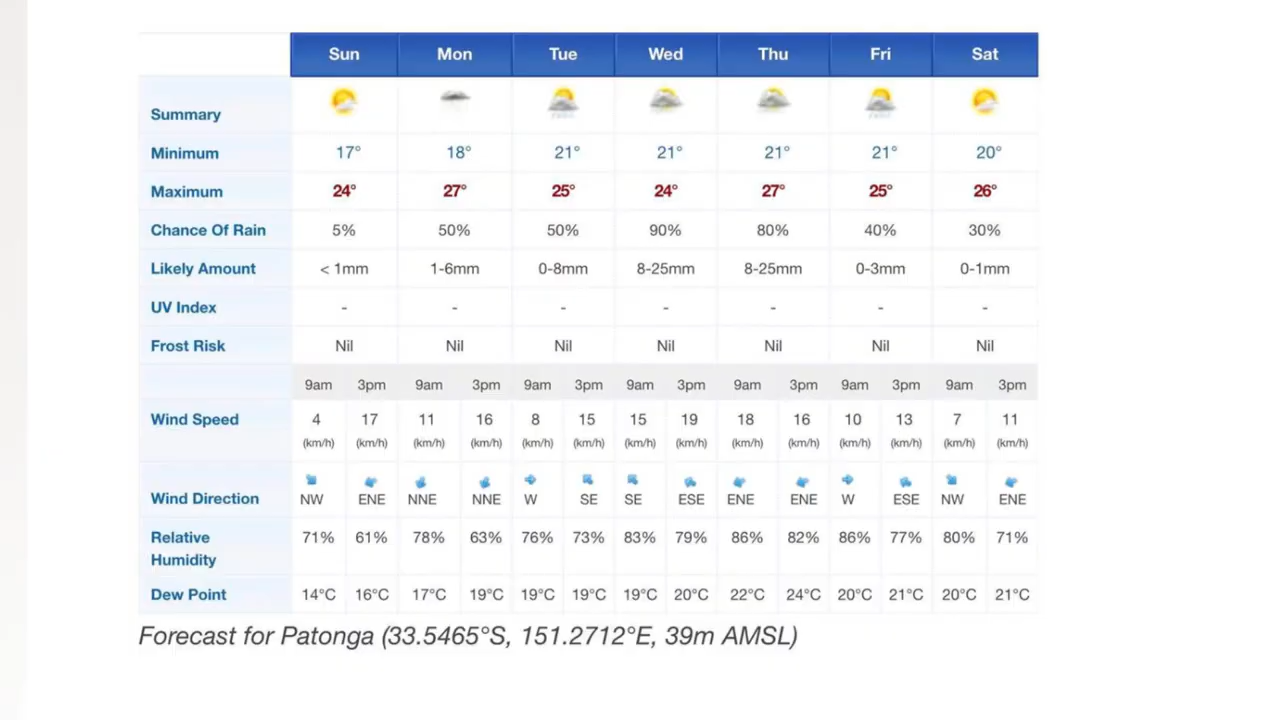 Sun Mon Tue Wed Thu Fri Sat
Summary
Minimum 17° 18° 21° 21° 21° 21° 20°
Maximum 24° 27° 25° 24° 27° 25° 26°
Chance Of Rain 5% 50% 50% 90% 80% 40% 30%
Likely Amount < 1mm 1-6mm 0-8mm 8-25mm 8-25mm 0-3mm 0-1mm
UV Index - - - - - - -
Frost Risk Nil Nil Nil Nil Nil Nil Nil
9am 3pm 9am 3pm 9am 3pm 9am 3pm 9am 3pm 9am 3pm 9am 3pm
Wind Speed 4 17 11 16 8 15 15 19 18 16 10 13 7 11
(km/h) (km/h) (km/h) (km/h) (km/h) (km/h) (km/h) (km/h) (km/h) (km/h) (km/h) (km/h) (km/h) (km/h)
Wind Direction NW ENE NNE NNE W SE SE ESE ENE ENE W ESE NW ENE
Relative 71% 61% 78% 63% 76% 73% 83% 79% 86% 82% 86% 77% 80% 71%
Humidity
Dew Point 14°C 16°C 17°C 19°C 19°C 19°C 19°C 20°C 22°C 24°C 20°C 21°C 20°C 21°C
Forecast for Patonga (33.5465°S, 151.2712°E, 39m AMSL)